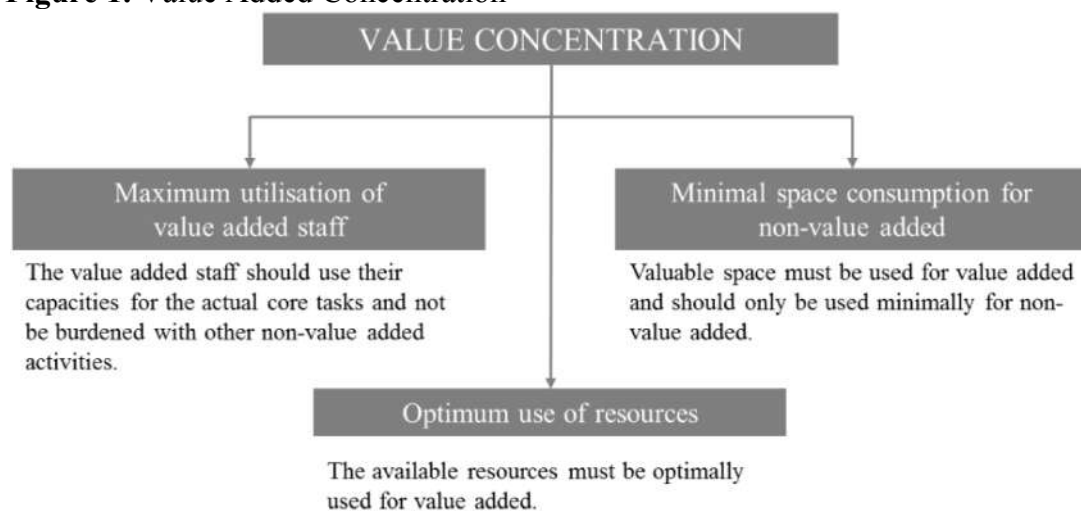 Figure 1. Value Added Concentration
VALUE CONCENTRATION
Maximum utilisation of
value added staff
The value added staff should use their
capacities for the actual core tasks and not
be burdened with other non-value added
activities.
Minimal space consumption for
non-value added
Valuable space must be used for value added
and should only be used minimally for non-
value added.
Optimum use of resources
The available resources must be optimally
used for value added.